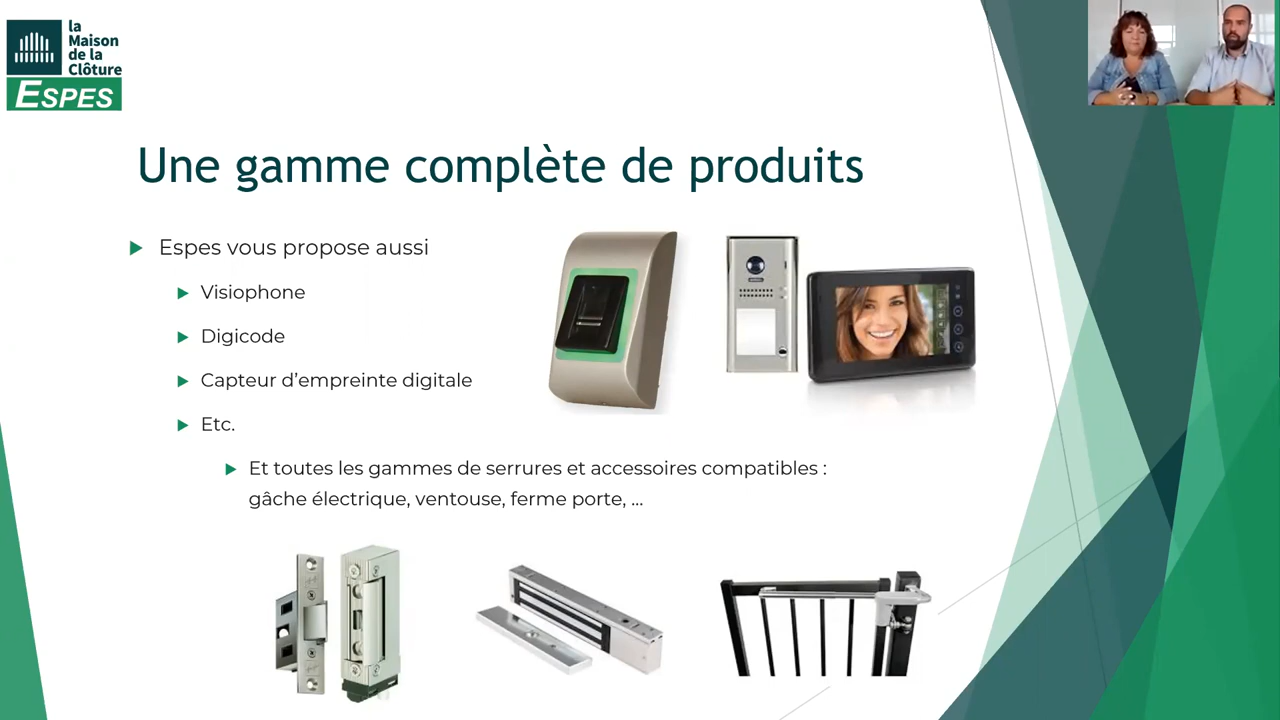 la
Maison
de la
Clôture
ESPES
Une gamme complète de produits
Espes vous propose aussi
Visiophone
Digicode
Capteur d’empreinte digitale
Etc.
Et toutes les gammes de serrures et accessoires compatibles :
gâche électrique, ventouse, ferme porte, ...